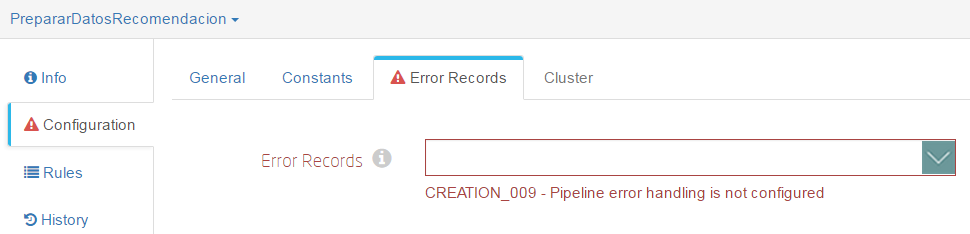 PrepararDatosRecomendacion
Info
General Constants Error Records Cluster
Configuration
Error Records
Rules
CREATION_009 - Pipeline error handling is not configured
History